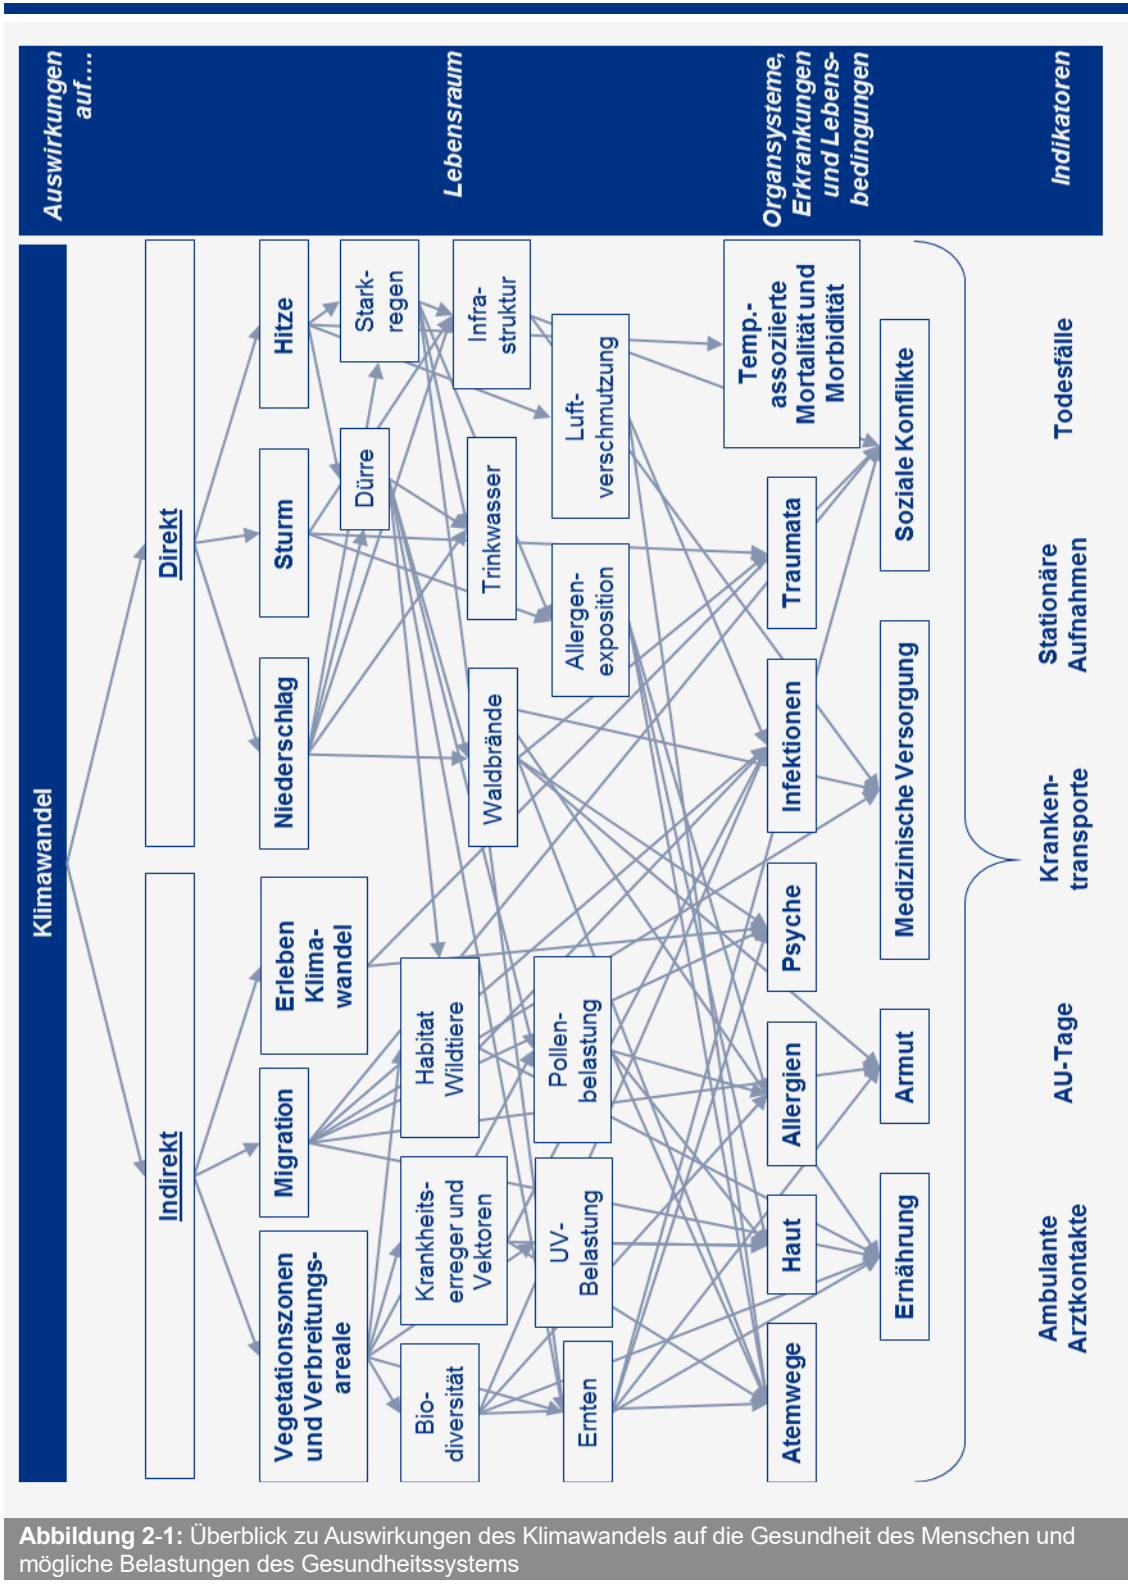 Klimawandel
Auswirkungen
auf....
Indirekt
Direkt
Vegetationszonen
und Verbreitungs-
areale
Migration
Erleben
Klima-
wandel
Niederschlag
Sturm
Hitze
Dürre
Stark-
regen
Lebensraum
Bio-
diversität
Krankheits-
erreger und
Vektoren
Habitat
Wildtiere
Waldbrände
Trinkwasser
Infra-
struktur
Ernten
UV-
Belastung
Pollen-
belastung
Allergen-
exposition
Luft-
verschmutzung
Organsysteme,
Erkrankungen
und Lebens-
bedingungen
Atemwege
Haut
Allergien
Psyche
Infektionen
Traumata
Temp.-
assoziierte
Mortalität und
Morbidität
Ernährung
Armut
Medizinische Versorgung
Soziale Konflikte
Indikatoren
Ambulante
Arztkontakte
AU-Tage
Kranken-
transporte
Stationäre
Aufnahmen
Todesfälle
Abbildung 2-1: Überblick zu Auswirkungen des Klimawandels auf die Gesundheit des Menschen und
mögliche Belastungen des Gesundheitssystems